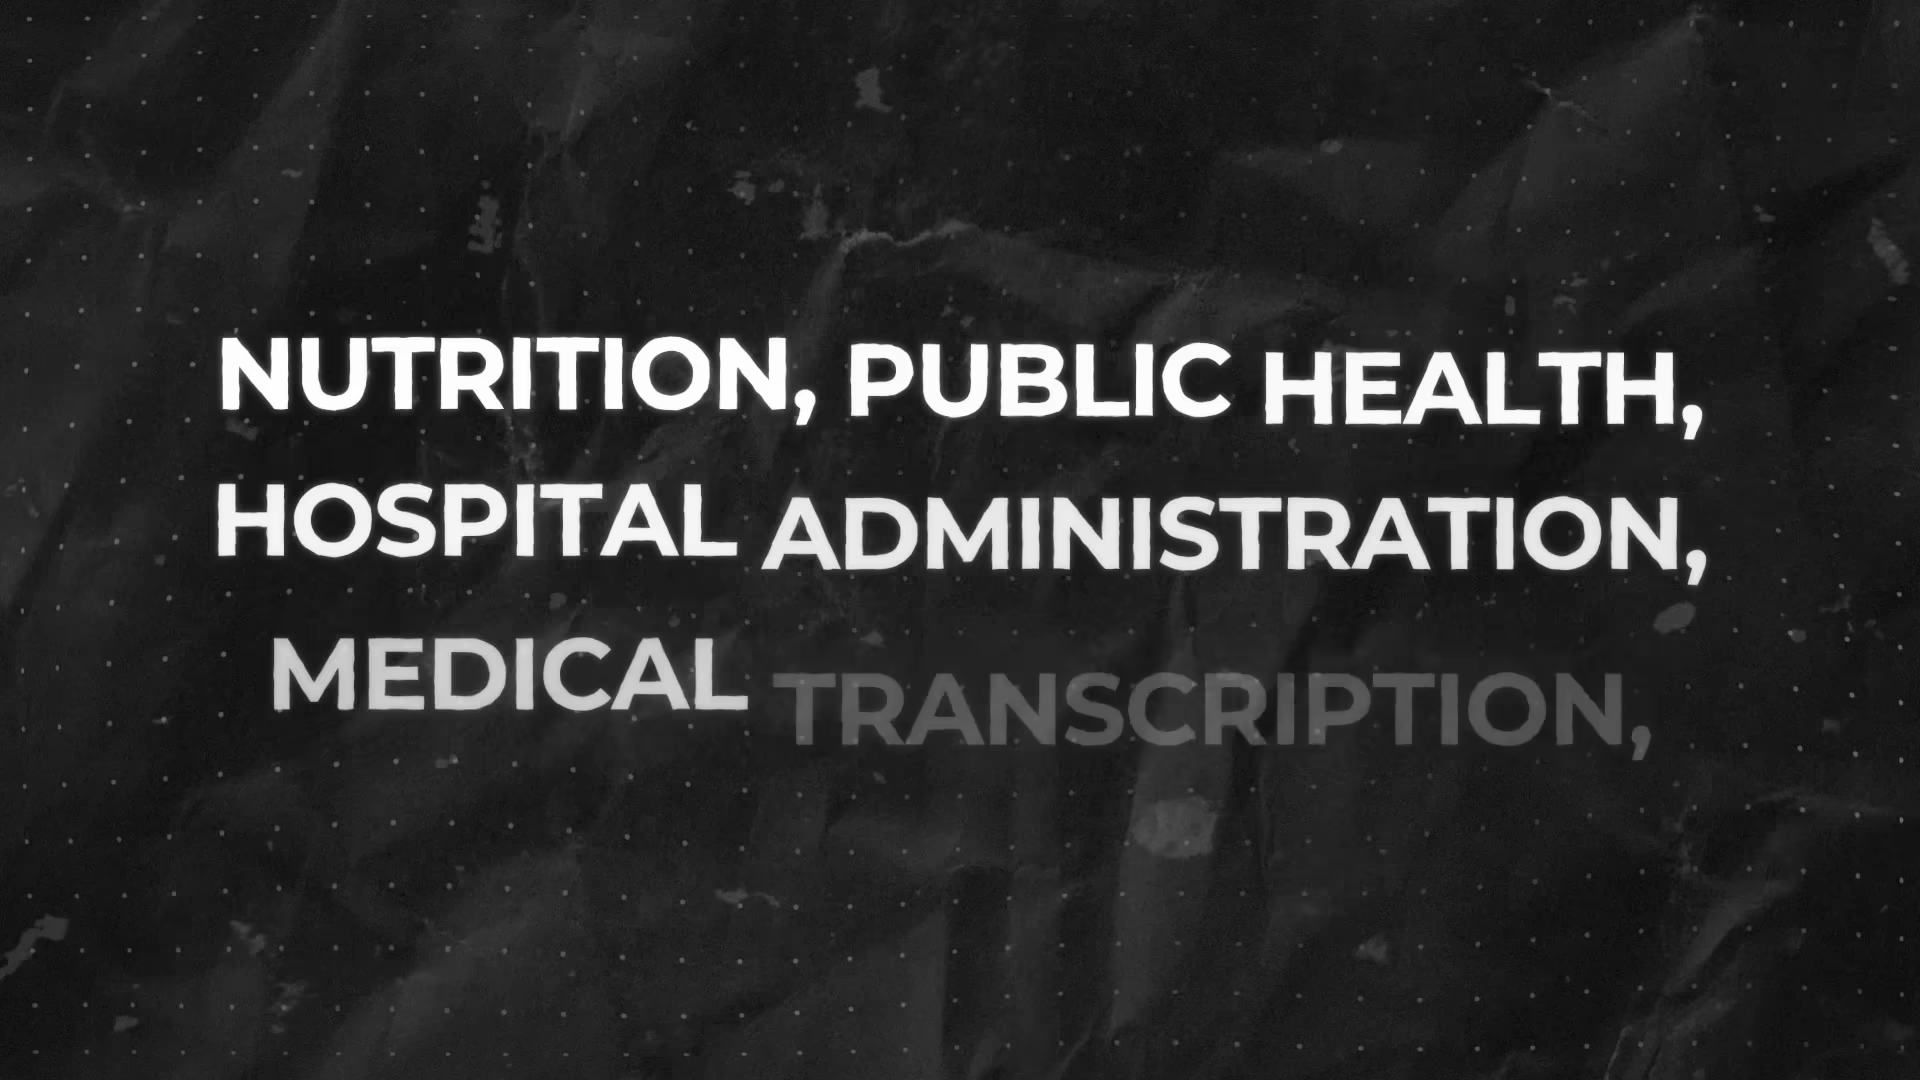 NUTRITION, PUBLIC HEALTH,
HOSPITAL ADMINISTRATION,
MEDICAL TRANSCRIPTION,